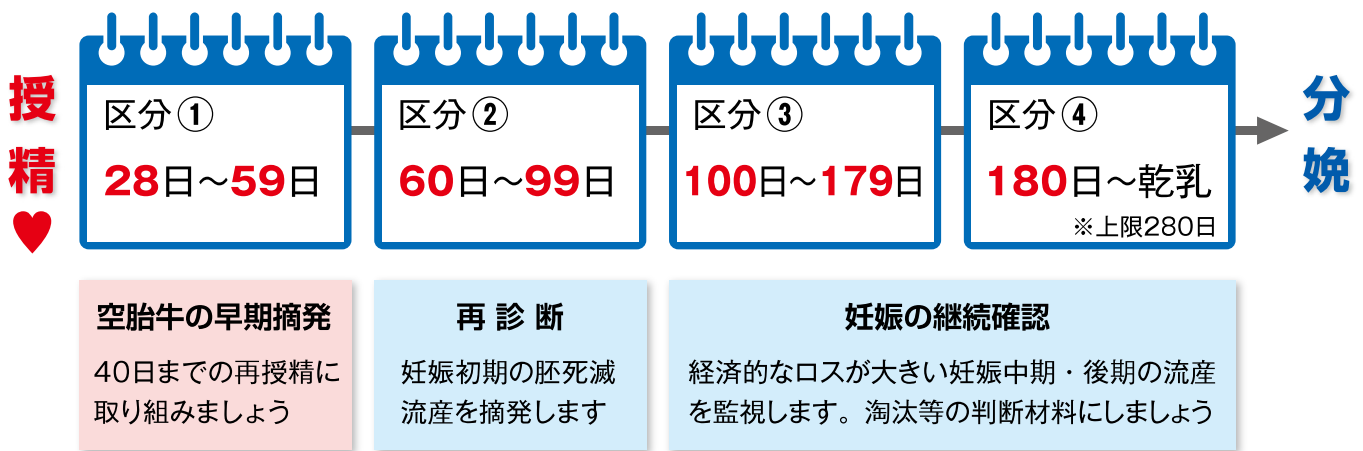 授精♥
区分①
28日～59日
区分②
60日～99日
区分③
100日～179日
区分④
180日～乾乳
※上限280日
分娩
空胎牛の早期摘発
40日までの再授精に
取り組みましょう
再診断
妊娠初期の胚死滅
流産を摘発します
妊娠の継続確認
経済的なロスが大きい妊娠中期・後期の流産
を監視します。淘汰等の判断材料にしましょう